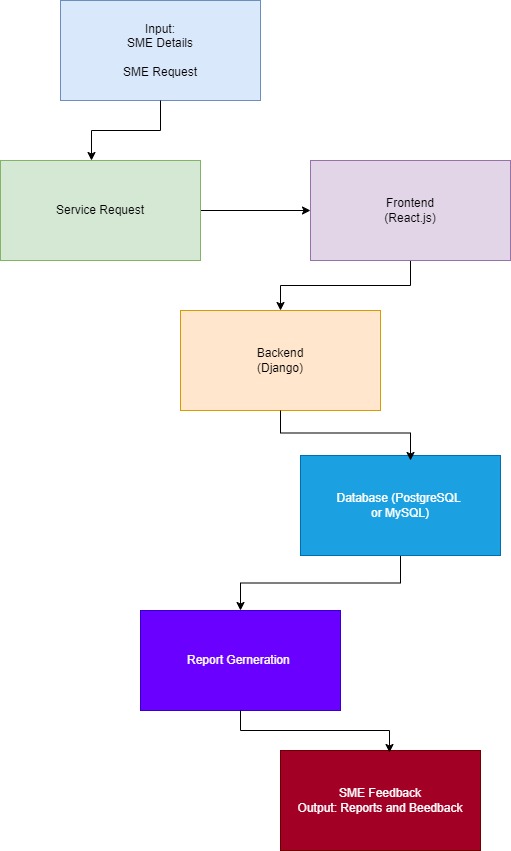 Input:
SME Details
SME Request
Service Request
Frontend
(React.js)
Backend
(Django)
Database (PostgreSQL
or MySQL)
Report Gerneration
SME Feedback
Output: Reports and Beedback